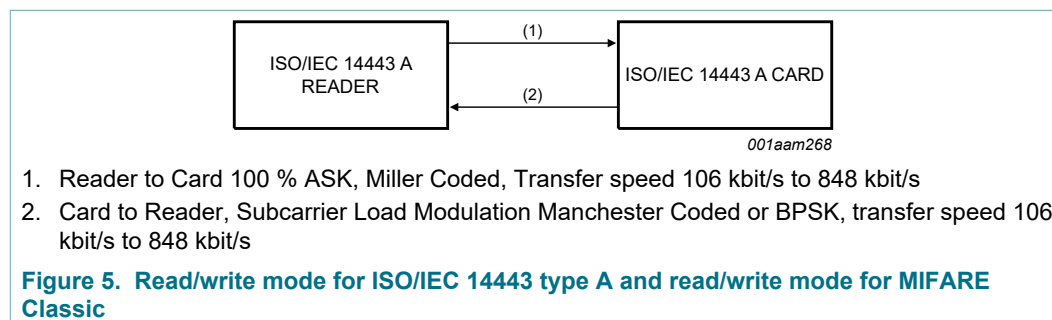 (1)
ISO/IEC 14443 A
READER
ISO/IEC 14443 A CARD
(2)
001aam268
1. Reader to Card 100 % ASK, Miller Coded, Transfer speed 106 kbit/s to 848 kbit/s
2. Card to Reader, Subcarrier Load Modulation Manchester Coded or BPSK, transfer speed 106
kbit/s to 848 kbit/s
Figure 5. Read/write mode for ISO/IEC 14443 type A and read/write mode for MIFARE
Classic